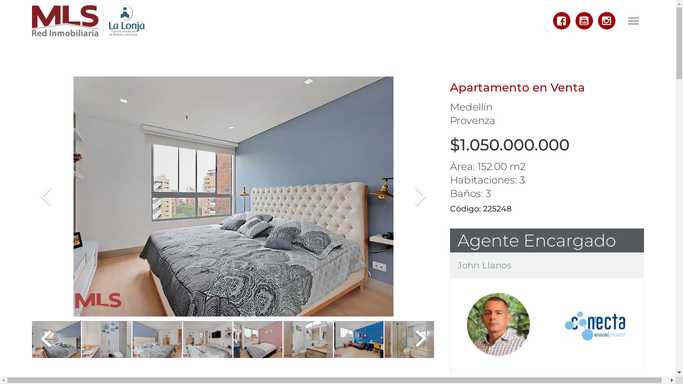 MLS
Red Inmobiliaria
La Lonja
Apartamento en Venta
Medellín
Provenza
$1.050.000.000
Área: 152.00 m2
Habitaciones: 3
Baños: 3
Código: 225248
Agente Encargado
John Llanos
conecta
MLS